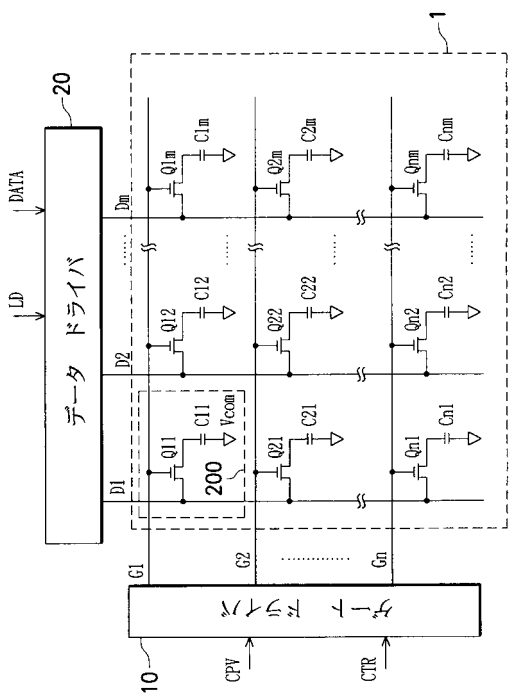 LD
DATA
20
データ ドライバ
D1
D2
……
Dm
1
G1
Q11
C11
Vcom
200
Q12
C12
……
Q1m
C1m
G2
Q21
C21
Q22
C22
……
Q2m
C2m
……
Gn
Qn1
Cn1
Qn2
Cn2
……
Qnm
Cnm
10
ゲート ドライバ
CPV
CTR